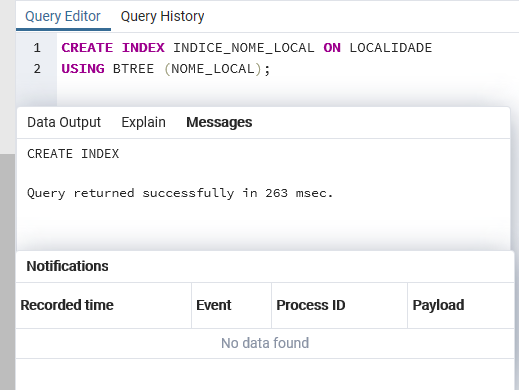 Query Editor Query History
1 CREATE INDEX INDICE_NOME_LOCAL ON LOCALIDADE
2 USING BTREE (NOME_LOCAL);
Data Output Explain Messages
CREATE INDEX
Query returned successfully in 263 msec.
Notifications
Recorded time Event Process ID Payload
No data found